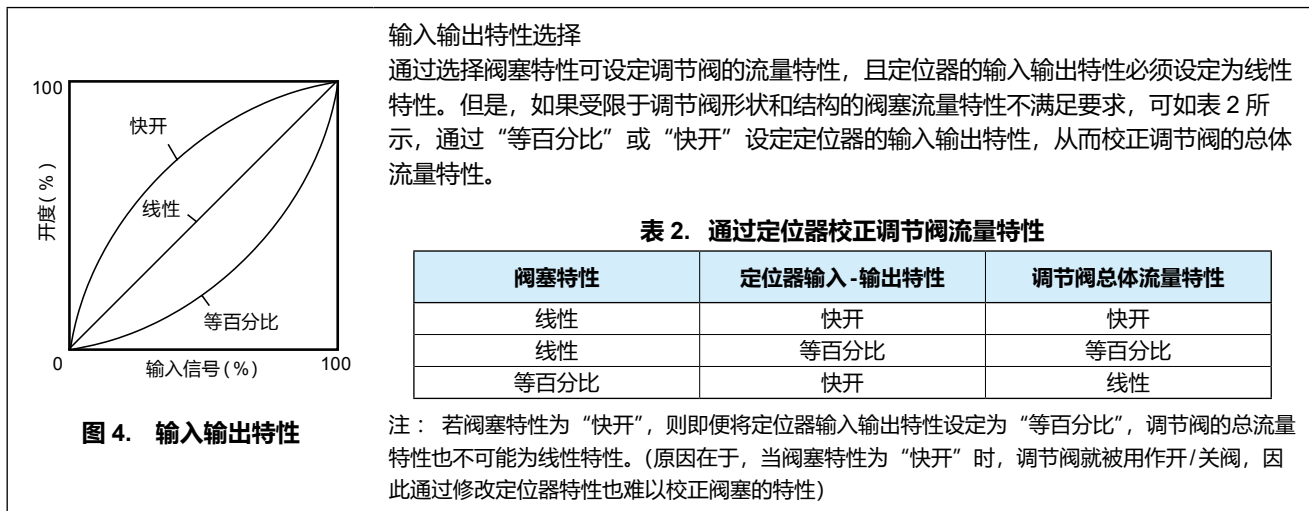 100
开度(%)
快开
线性
等百分比
0
输入信号(%)
100
图 4. 输入输出特性
输入输出特性选择
通过选择阀塞特性可设定调节阀的流量特性，且定位器的输入输出特性必须设定为线性
特性。但是，如果受限于调节阀形状和结构的阀塞流量特性不满足要求，可如表 2 所
示，通过“等百分比”或“快开”设定定位器的输入输出特性，从而校正调节阀的总体
流量特性。
表 2. 通过定位器校正调节阀流量特性
阀塞特性 定位器输入-输出特性 调节阀总体流量特性
线性 快开 快开
线性 等百分比 等百分比
等百分比 快开 线性
注： 若阀塞特性为“快开”，则即便将定位器输入输出特性设定为“等百分比”，调节阀的总流量
特性也不可能为线性特性。(原因在于，当阀塞特性为“快开”时，调节阀就被用作开/关阀，因
此通过修改定位器特性也难以校正阀塞的特性)